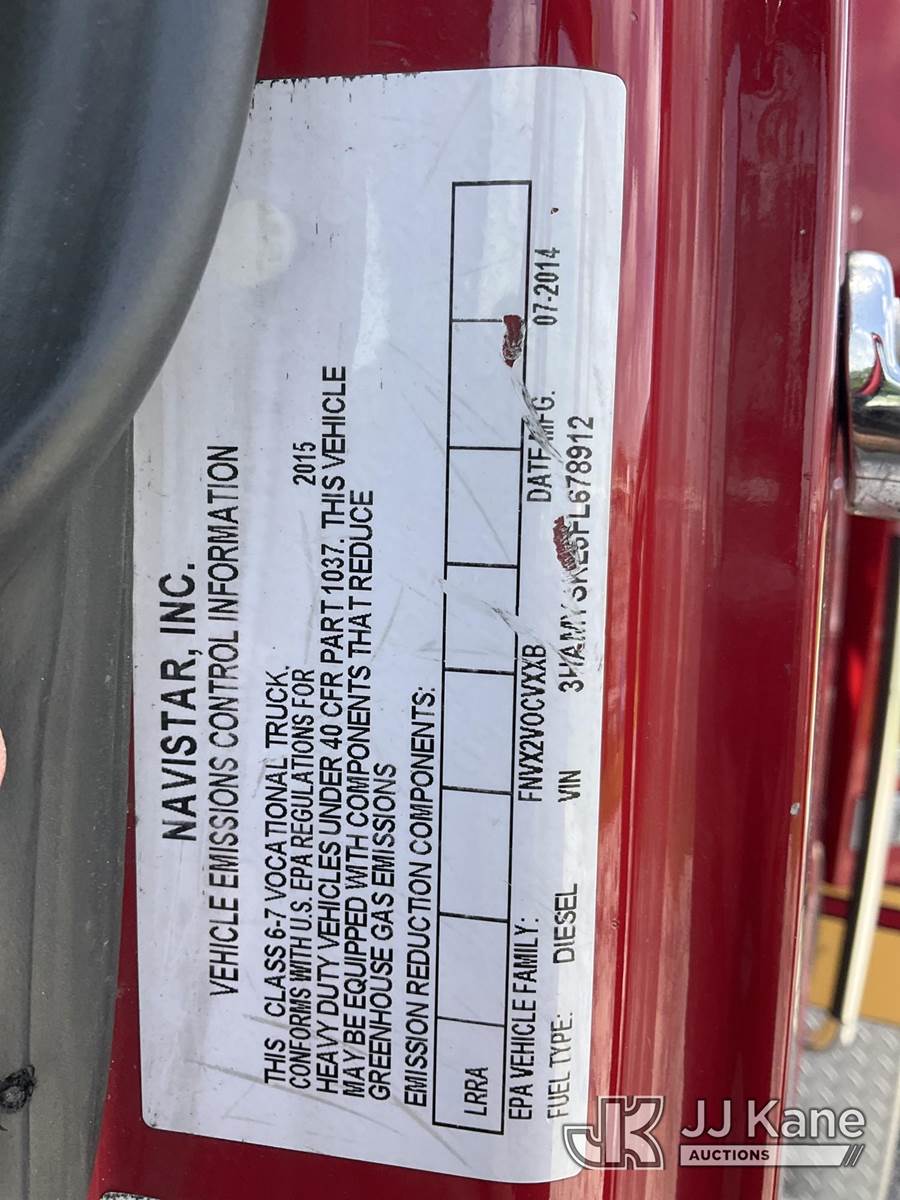 NAVISTAR, INC.
VEHICLE EMISSIONS CONTROL INFORMATION
THIS CLASS 6-7 VOCATIONAL TRUCK.
CONFORMS WITH U.S. EPA REGULATIONS FOR 2015
HEAVY DUTY VEHICLES UNDER 40 CFR PART 1037. THIS VEHICLE
MAY BE EQUIPPED WITH COMPONENTS THAT REDUCE
GREENHOUSE GAS EMISSIONS
EMISSION REDUCTION COMPONENTS:
LRRA
EPA VEHICLE FAMILY: FNVX2VOCVXXB DATE MFG. 07-2014
FUEL TYPE: DIESEL VIN
JK JJ Kane
AUCTIONS